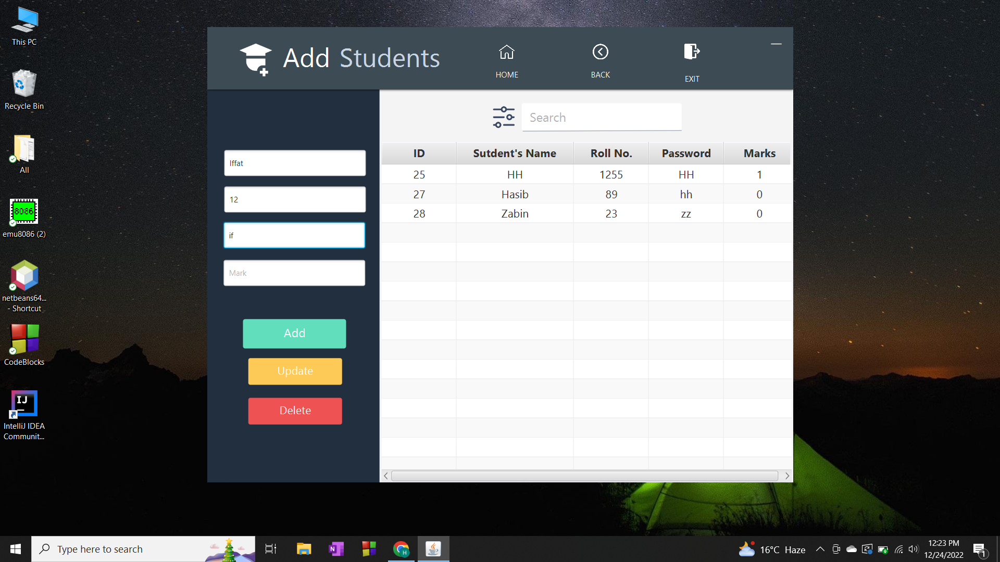 This PC
Recycle Bin
All
8086
emu8086 (2)
netbeans64...
- Shortcut
CodeBlocks
IJ
IntelliJ IDEA
Communit...
Add Students
HOME
BACK
EXIT
Iffat
12
if
Mark
Add
Update
Delete
Search
ID Sutdent's Name Roll No. Password Marks
25 HH 1255 HH 1
27 Hasib 89 hh 0
28 Zabin 23 zz 0
Type here to search
N
H
16°C Haze
12:23 PM
12/24/2022
1